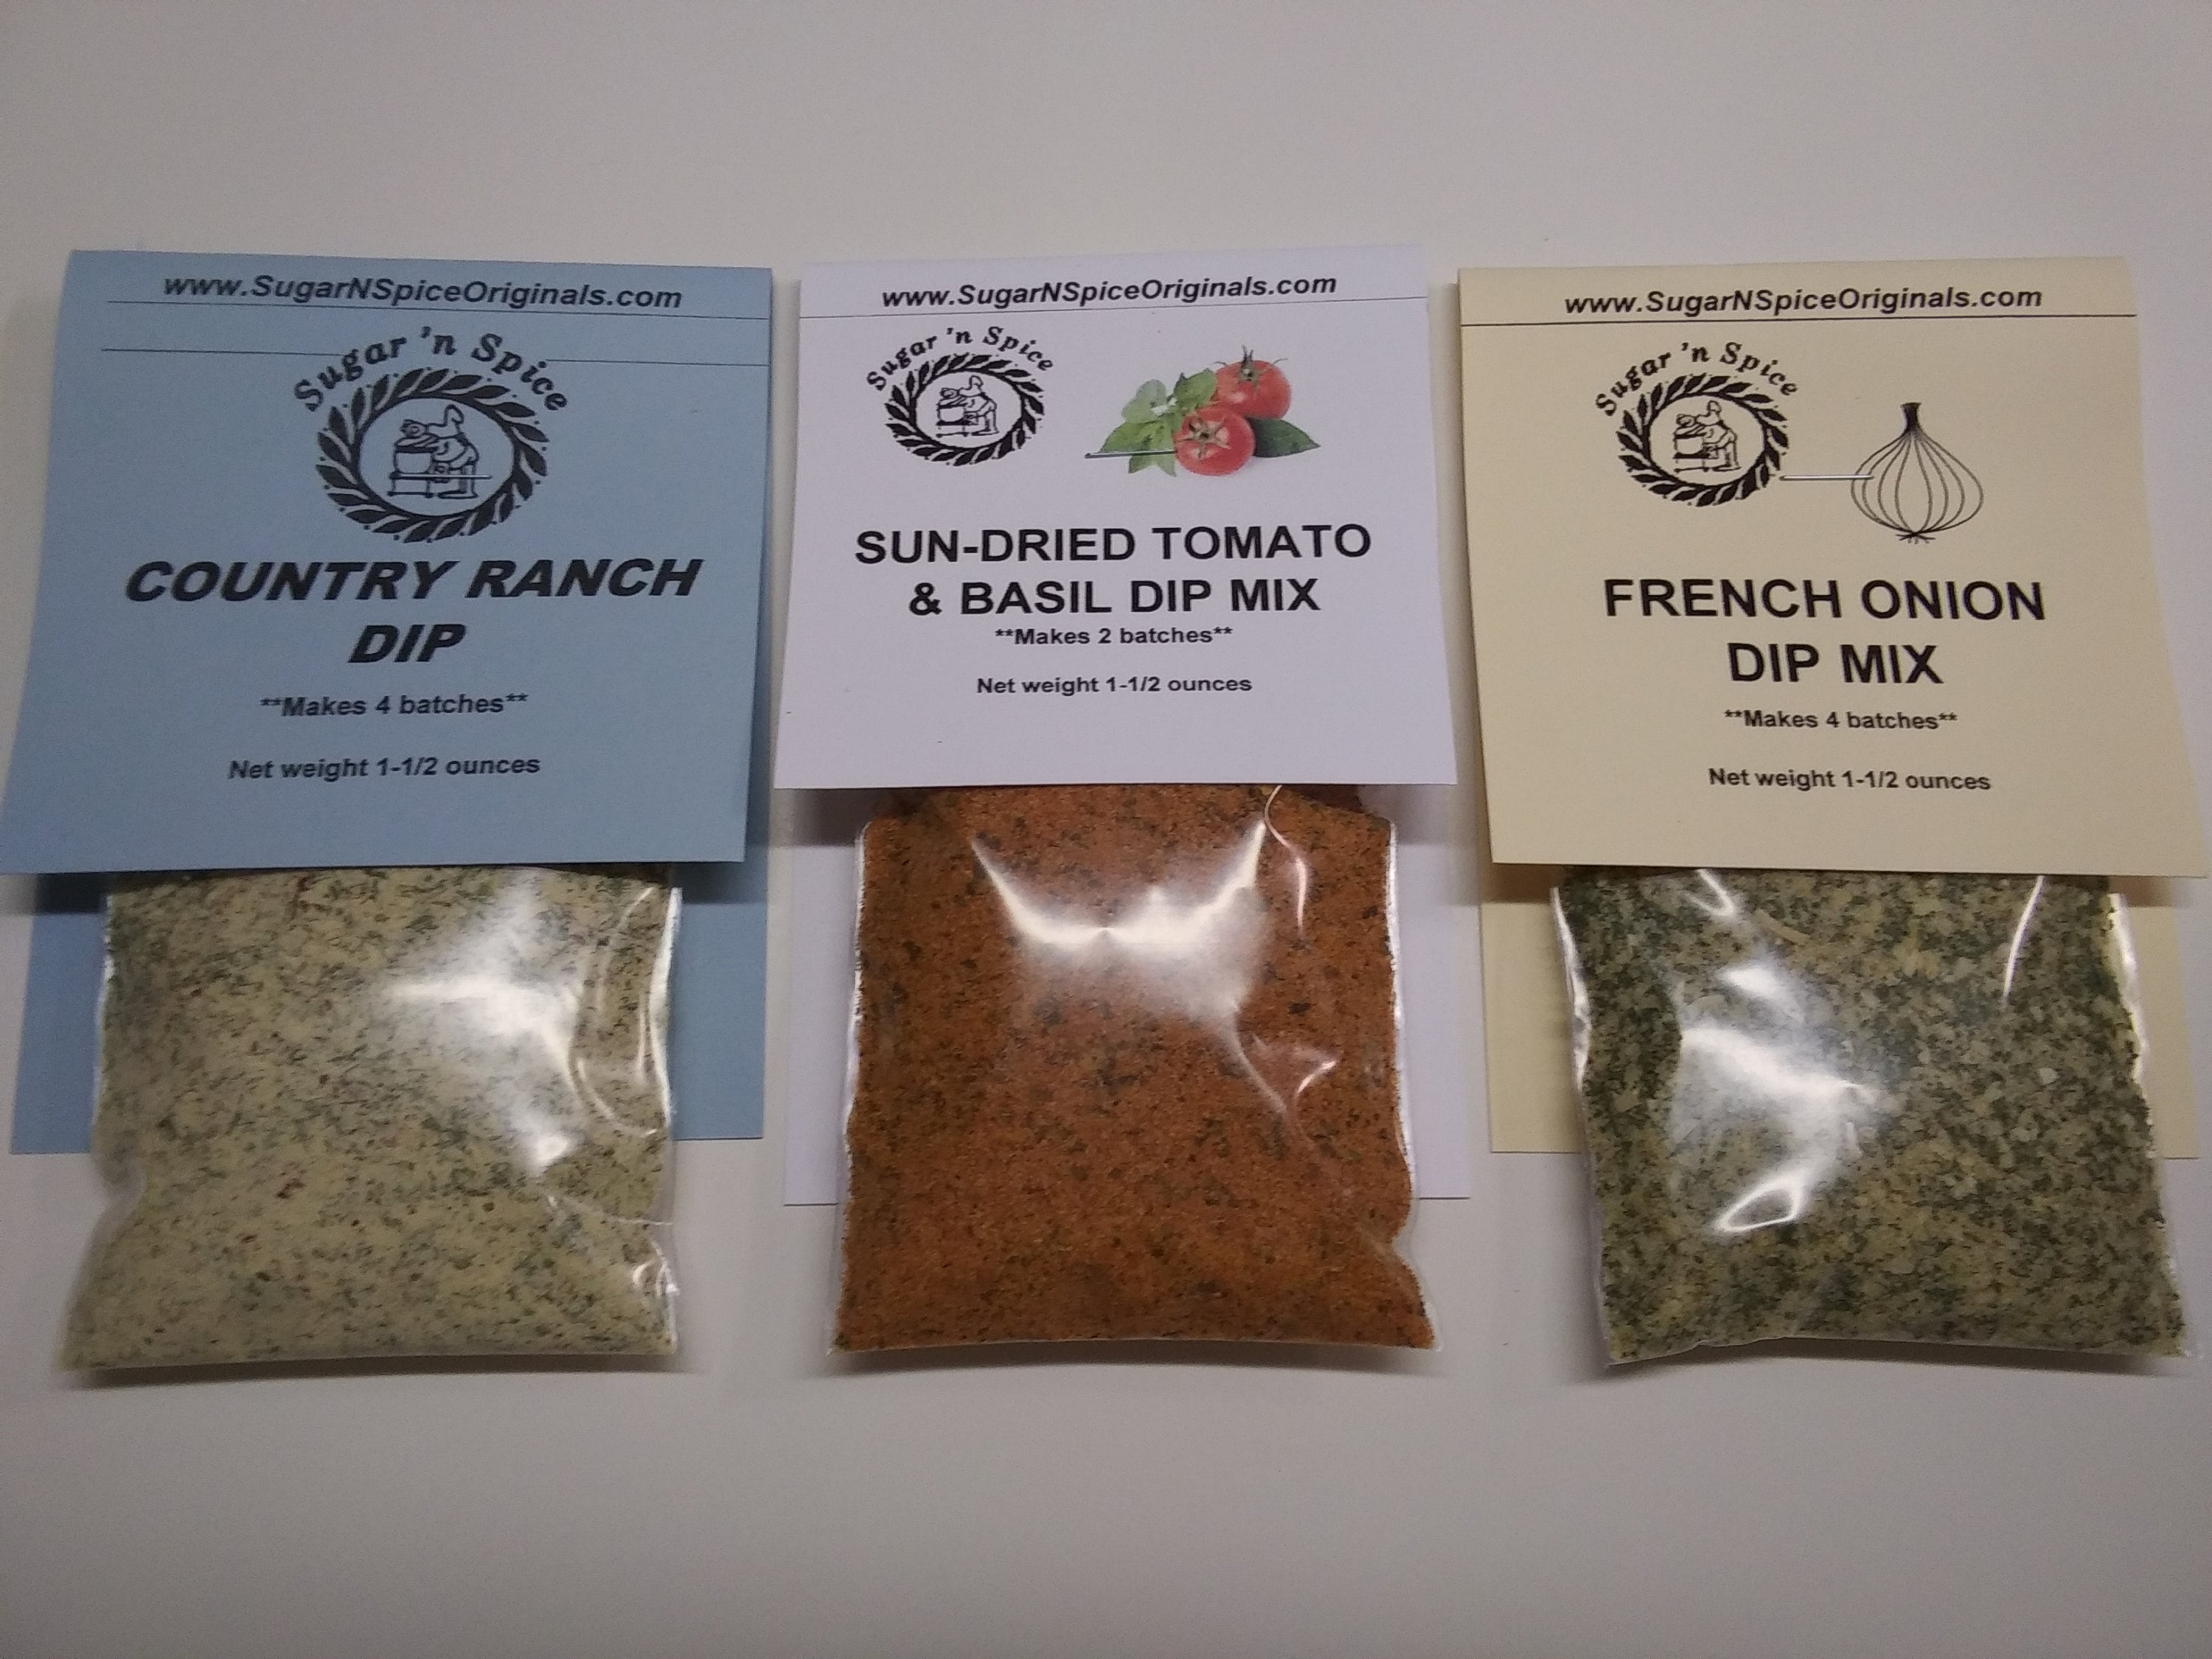 www.SugarNSpiceOriginals.com
Sugar 'n Spice
COUNTRY RANCH
DIP
**Makes 4 batches**
Net weight 1-1/2 ounces
www.SugarNSpiceOriginals.com
Sugar 'n Spice
SUN-DRIED TOMATO
& BASIL DIP MIX
**Makes 2 batches**
Net weight 1-1/2 ounces
www.SugarNSpiceOriginals.com
Sugar 'n Spice
FRENCH ONION
DIP MIX
**Makes 4 batches**
Net weight 1-1/2 ounces